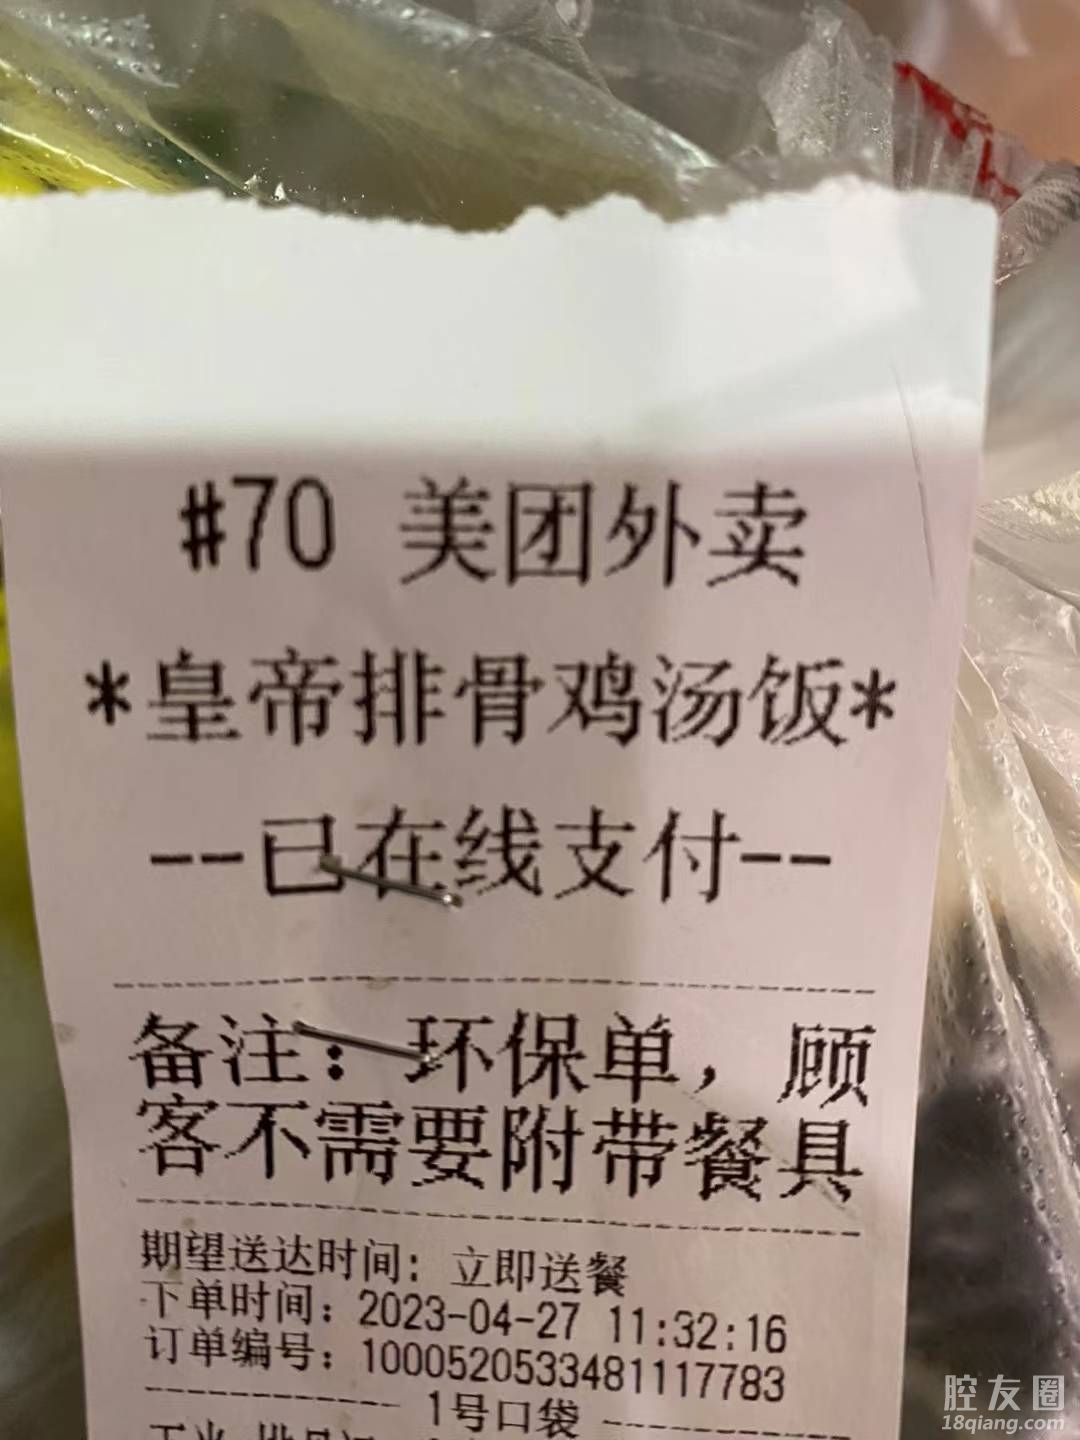 #70 美团外卖
*皇帝排骨鸡汤饭*
--已在线支付--
备注：环保单，顾
客不需要附带餐具
期望送达时间：立即送餐
下单时间：2023-04-27 11:32:16
订单编号：1000520533481117783
1号口袋
腔友圈
18qiang.com